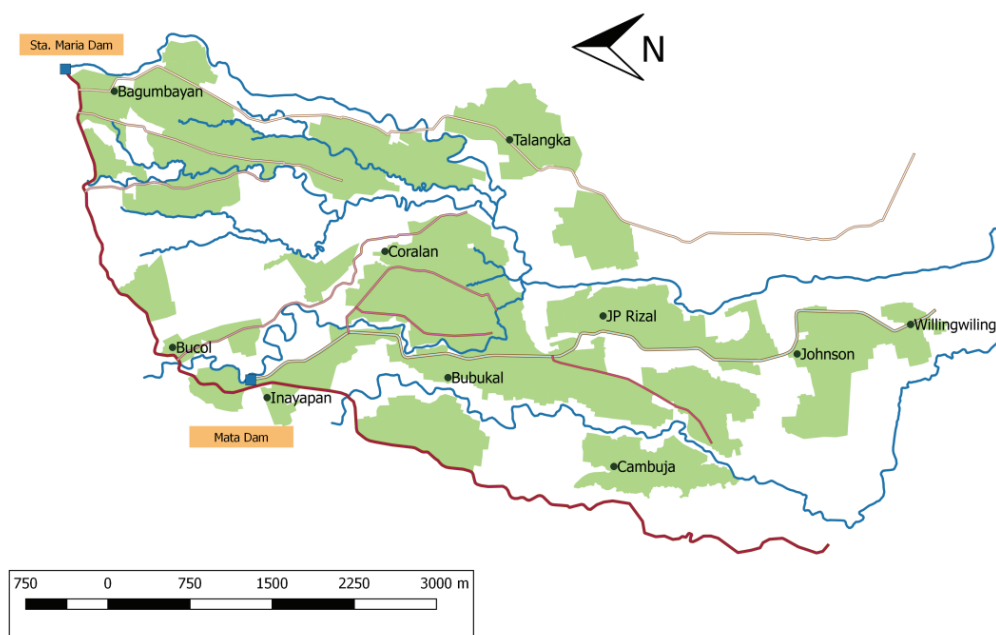 Sta. Maria Dam
N
Bagumbayan
Talangka
Coralan
JP Rizal
Willingwiling
Bucol
Johnson
Bubukal
Inayapan
Mata Dam
Cambuja
750 0 750 1500 2250 3000 m